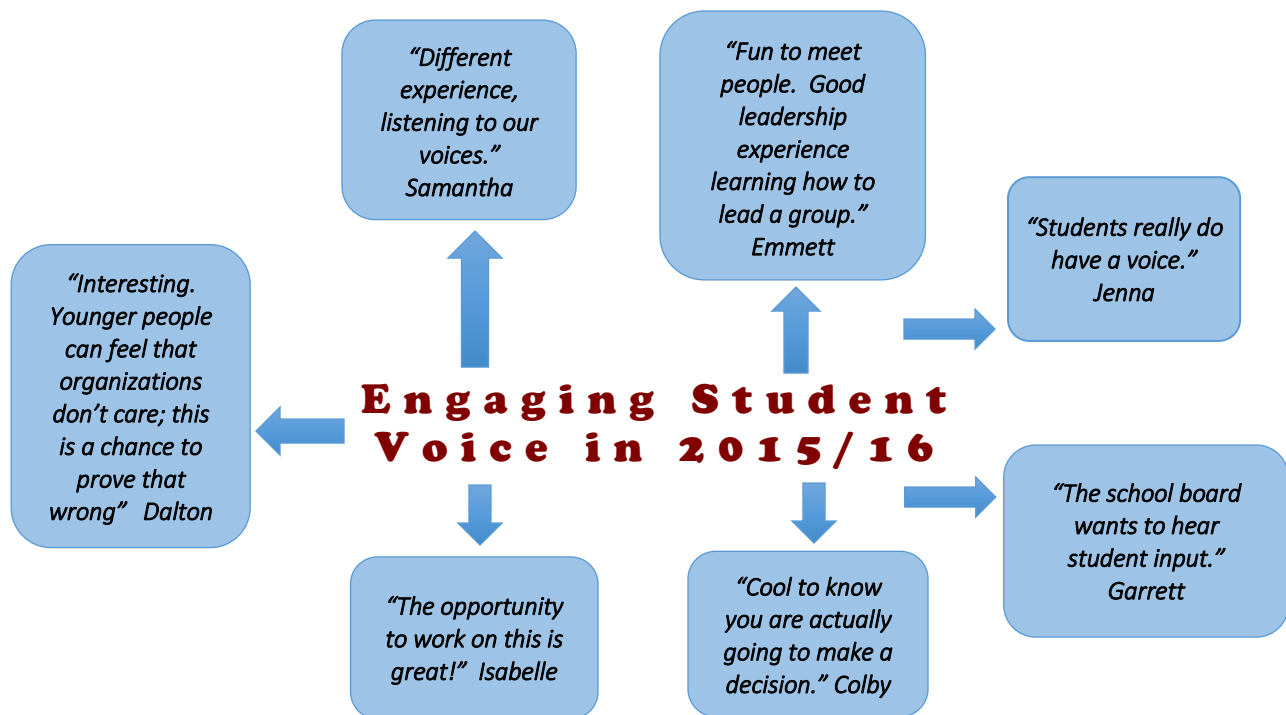 “Different
experience,
listening to our
voices.”
Samantha
“Fun to meet
people.  Good
leadership
experience
learning how to
lead a group.”
Emmett
“Students really do
have a voice.”
Jenna
“Interesting.
Younger people
can feel that
organizations
don’t care; this
is a chance to
prove that
wrong”  Dalton
Engaging Student
Voice in 2015/16
“The school board
wants to hear
student input.”
Garrett
“The opportunity
to work on this is
great!”  Isabelle
“Cool to know
you are actually
going to make a
decision.” Colby